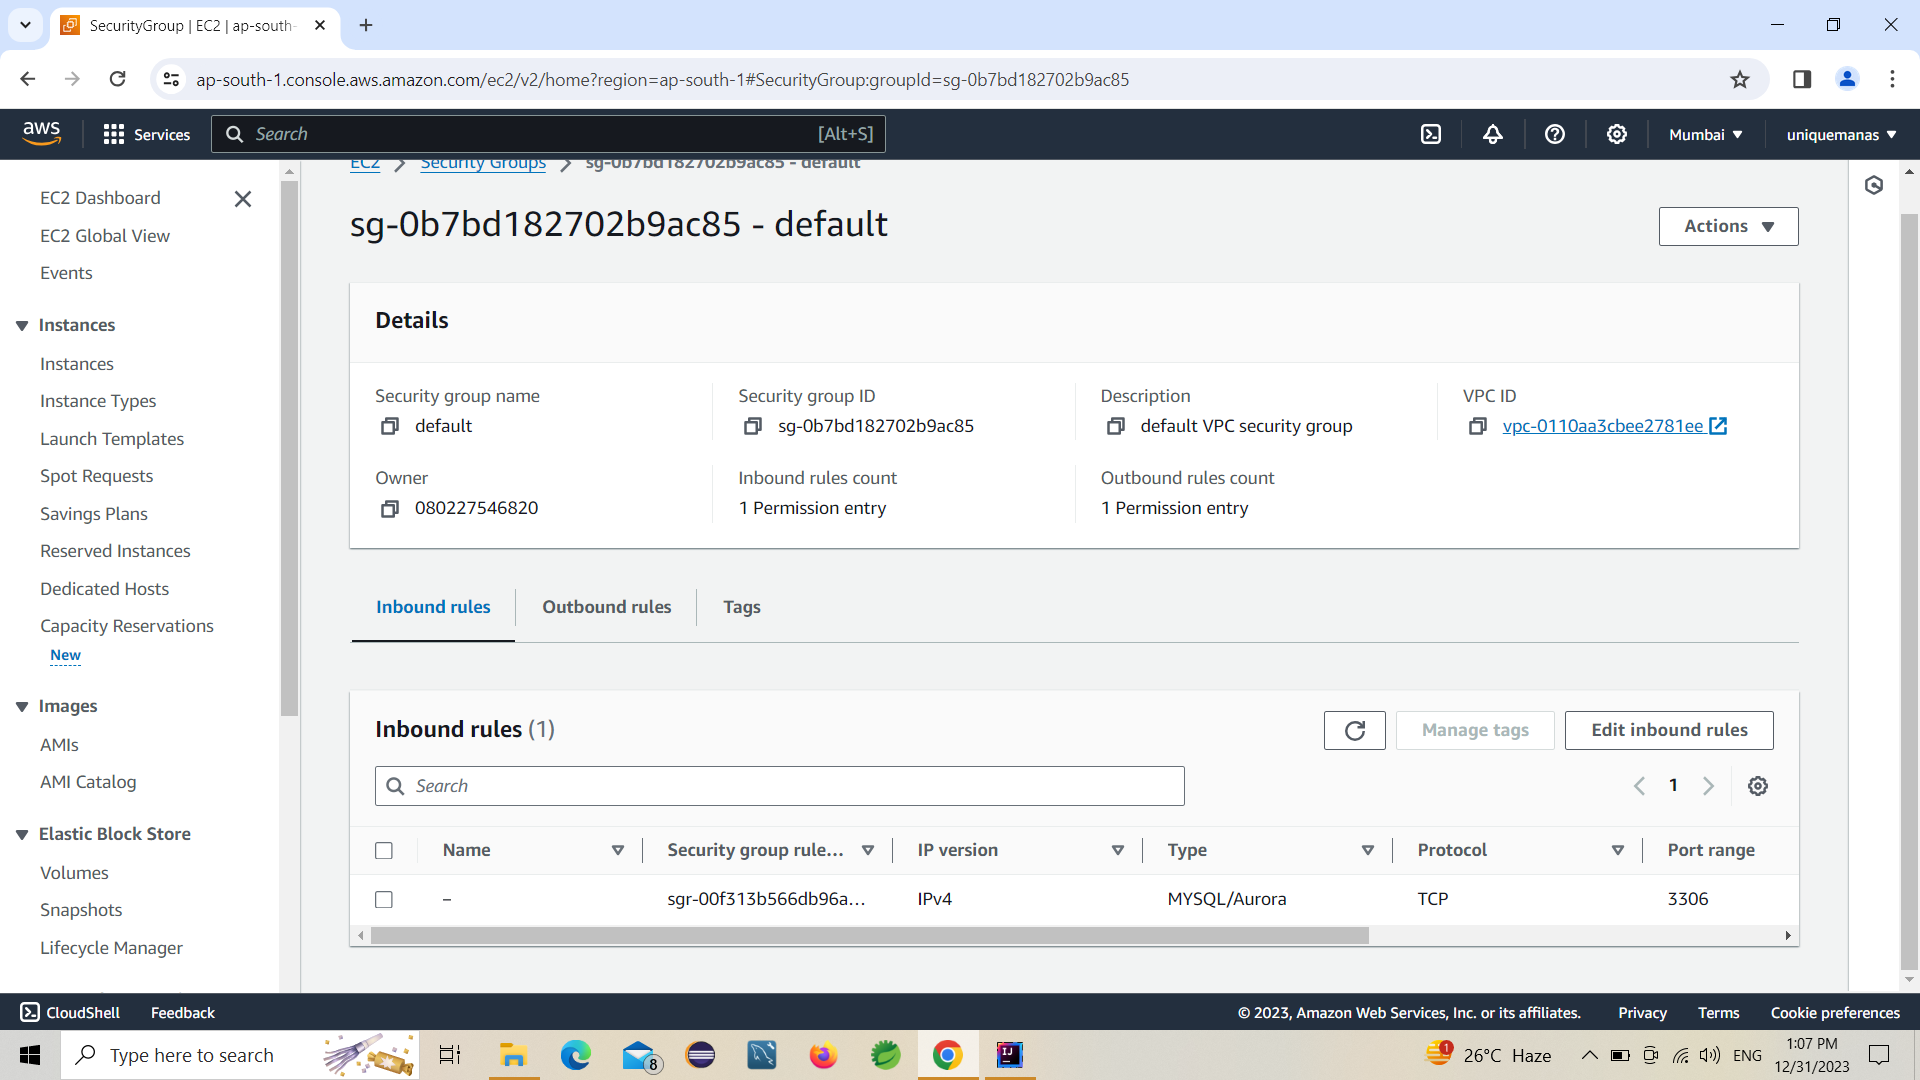 SecurityGroup | EC2 | ap-south-
ap-south-1.console.aws.amazon.com/ec2/v2/home?region=ap-south-1#SecurityGroup:groupId=sg-0b7bd182702b9ac85
aws
Services
Search
[Alt+S]
Mumbai
uniquemanas
EC2
Security Groups
sg-0b7bd182702b9ac85 - default
EC2 Dashboard
EC2 Global View
Events
Instances
Instances
Instance Types
Launch Templates
Spot Requests
Savings Plans
Reserved Instances
Dedicated Hosts
Capacity Reservations
New
Images
AMIs
AMI Catalog
Elastic Block Store
Volumes
Snapshots
Lifecycle Manager
sg-0b7bd182702b9ac85 - default
Actions
Details
Security group name
default
Security group ID
sg-0b7bd182702b9ac85
Description
default VPC security group
VPC ID
vpc-0110aa3cbee2781ee
Owner
080227546820
Inbound rules count
1 Permission entry
Outbound rules count
1 Permission entry
Inbound rules
Outbound rules
Tags
Inbound rules (1)
Manage tags
Edit inbound rules
Search
1
Name
Security group rule...
IP version
Type
Protocol
Port range
–
sgr-00f313b566db96a...
IPv4
MYSQL/Aurora
TCP
3306
CloudShell
Feedback
© 2023, Amazon Web Services, Inc. or its affiliates.
Privacy
Terms
Cookie preferences
Type here to search
8
IJ
1
26°C Haze
ENG
1:07 PM
12/31/2023